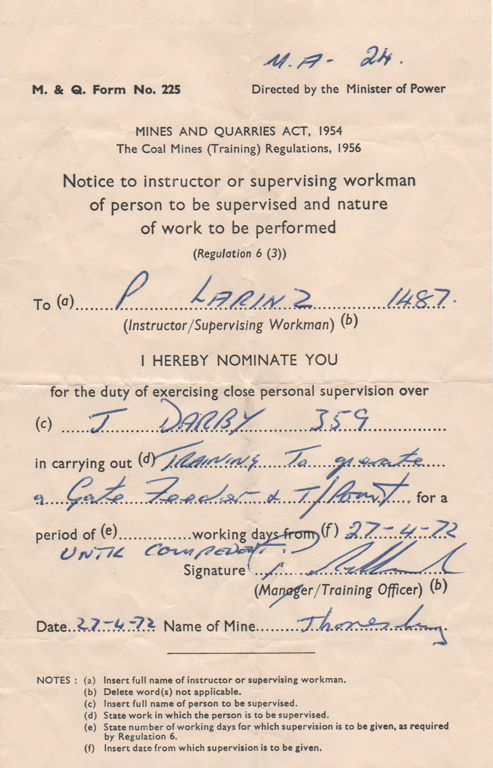 M.A- 24.
M. & Q. Form No. 225 Directed by the Minister of Power
MINES AND QUARRIES ACT, 1954
The Coal Mines (Training) Regulations, 1956
Notice to instructor or supervising workman
of person to be supervised and nature
of work to be performed
(Regulation 6 (3))
To (a) P LARINZ 1487.
(Instructor/Supervising Workman) (b)
I HEREBY NOMINATE YOU
for the duty of exercising close personal supervision over
(c) J DARBY 359
in carrying out (d) TRAINING To operate
a Gate Feeder & T/Point for a
period of (e) working days from (f) 27-4-72
UNTIL COMPETENT
Signature
(Manager/Training Officer) (b)
Date 27-4-72 Name of Mine Thoresby
NOTES : (a) Insert full name of instructor or supervising workman.
(b) Delete word(s) not applicable.
(c) Insert full name of person to be supervised.
(d) State work in which the person is to be supervised.
(e) State number of working days for which supervision is to be given, as required
by Regulation 6.
(f) Insert date from which supervision is to be given.